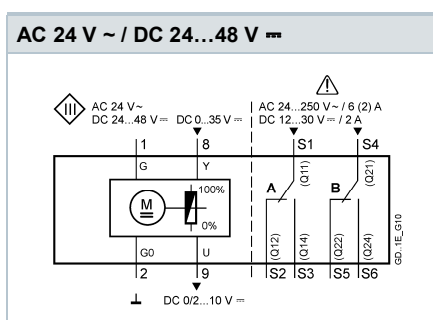 AC 24 V ~ / DC 24...48 V ⎓
III
AC 24 V ~
DC 24...48 V ⎓
DC 0...35 V ⎓
AC 24...250 V ~ / 6 (2) A
DC 12...30 V ⎓ / 2 A
1
8
S1
S4
G
Y
(Q11)
(Q21)
100%
M
0%
A
B
G0
U
(Q12)
(Q14)
(Q22)
(Q24)
2
9
S2
S3
S5
S6
DC 0/2...10 V ⎓
GD..1E_G10